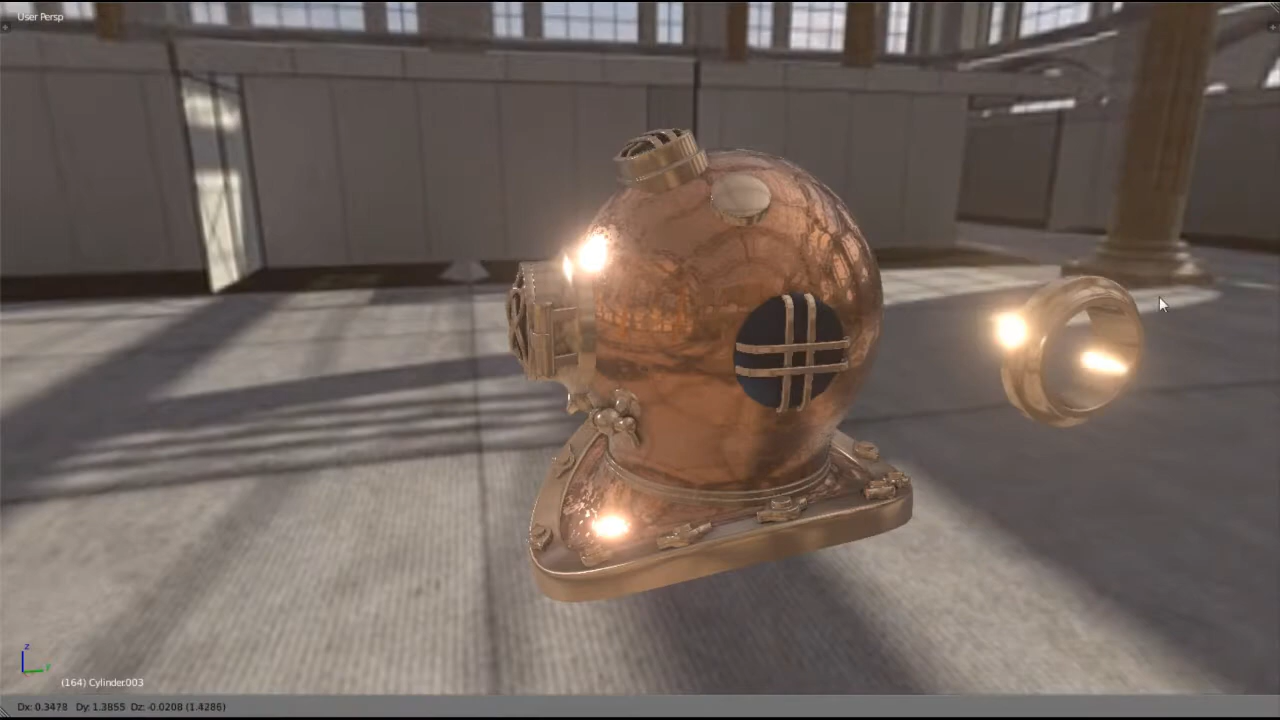 User Persp
(164) Cylinder.003
Dx: 0.3478 Dy: 1.3855 Dz: -0.0208 (1.4286)
z
y